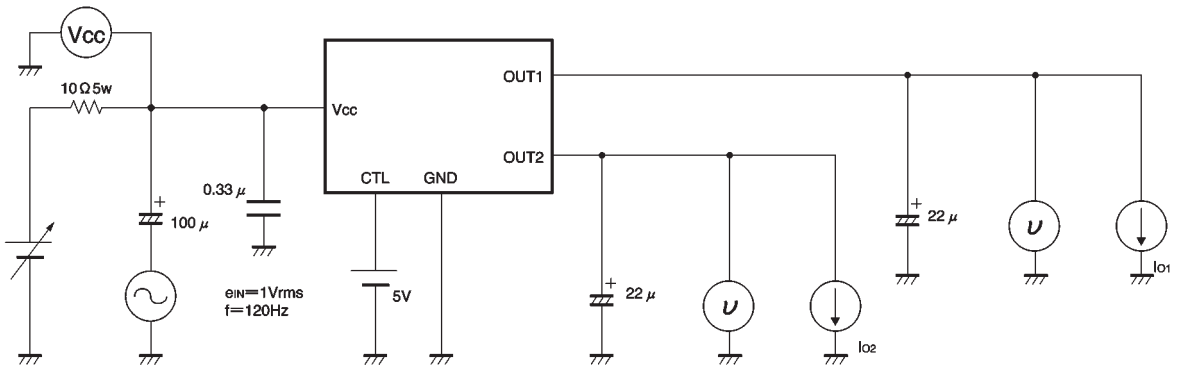 Vcc
10Ω5w
Vcc
OUT1
OUT2
CTL
GND
0.33μ
+
100μ
eIN=1Vrms
f=120Hz
5V
+
22μ
υ
IO2
+
22μ
υ
IO1